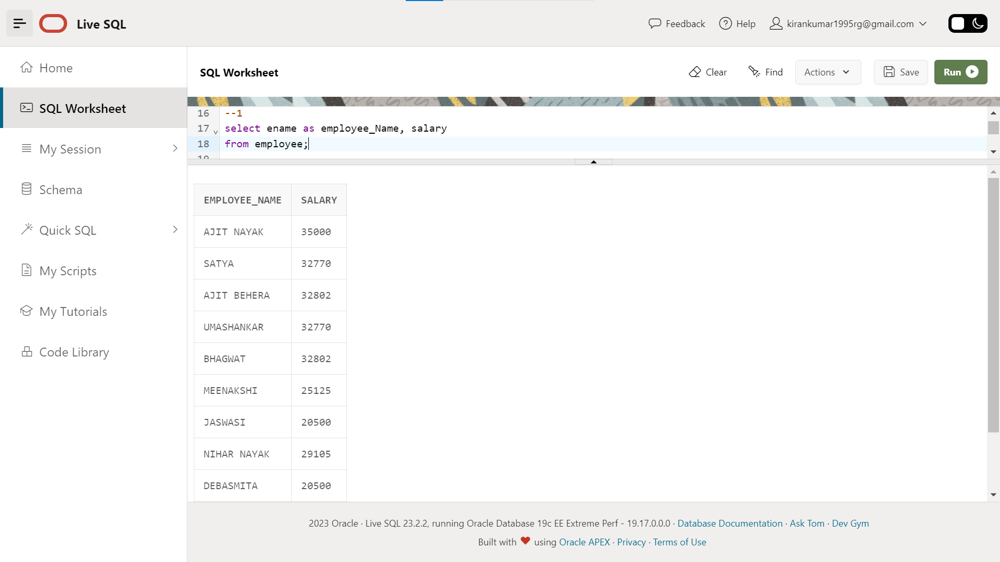 Live SQL
Feedback
Help
kirankumar1995rg@gmail.com
Home
SQL Worksheet
My Session
Schema
Quick SQL
My Scripts
My Tutorials
Code Library
SQL Worksheet
Clear
Find
Actions
Save
Run
16 --1
17 select ename as employee_Name, salary
18 from employee;
19
EMPLOYEE_NAME SALARY
AJIT NAYAK 35000
SATYA 32770
AJIT BEHERA 32802
UMASHANKAR 32770
BHAGWAT 32802
MEENAKSHI 25125
JASWASI 20500
NIHAR NAYAK 29105
DEBASMITA 20500
2023 Oracle · Live SQL 23.2.2, running Oracle Database 19c EE Extreme Perf - 19.17.0.0.0 · Database Documentation · Ask Tom · Dev Gym
Built with ❤ using Oracle APEX · Privacy · Terms of Use